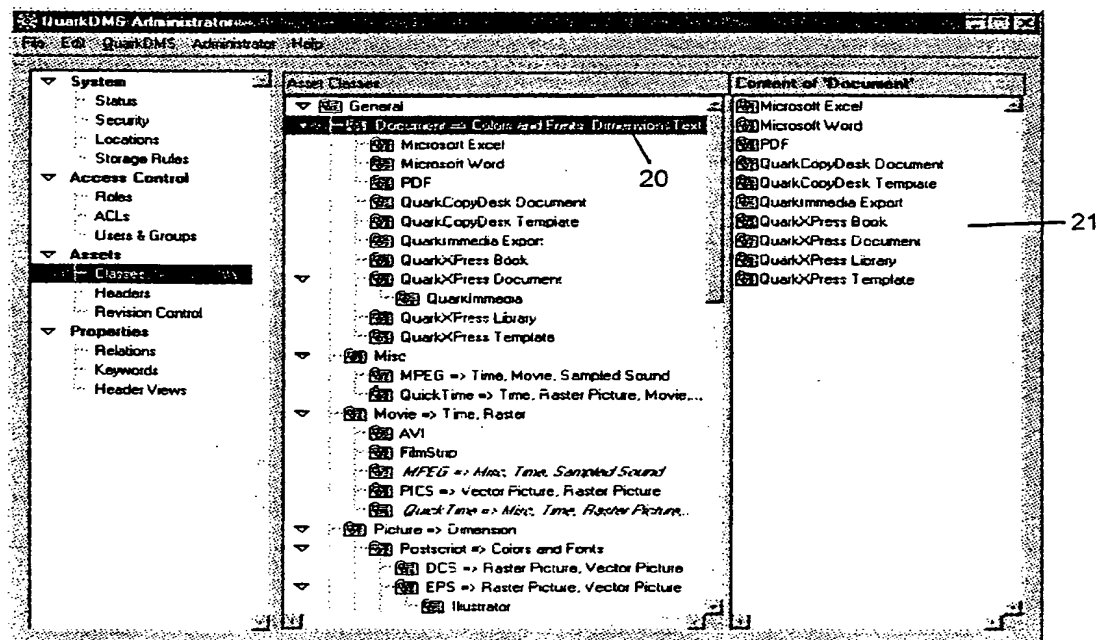 QuarkDMS Administrator
File Edit QuarkDMS Administrator Help
System
Status
Security
Locations
Storage Rules
Access Control
Roles
ACLs
Users & Groups
Assets
Classes
Headers
Revision Control
Properties
Relations
Keywords
Header Views
Asset Classes
General
Document => Colors and Fonts, Dimension, Text
Microsoft Excel
Microsoft Word
PDF
QuarkCopyDesk Document
QuarkCopyDesk Template
QuarkImmedia Export
QuarkXPress Book
QuarkXPress Document
QuarkImmedia
QuarkXPress Library
QuarkXPress Template
Misc
MPEG => Time, Movie, Sampled Sound
QuickTime => Time, Raster Picture, Movie,...
Movie => Time, Raster
AVI
FilmStrip
MPEG => Misc, Time, Sampled Sound
PICS => Vector Picture, Raster Picture
QuickTime => Misc, Time, Raster Picture...
Picture => Dimension
Postscript => Colors and Fonts
DCS => Raster Picture, Vector Picture
EPS => Raster Picture, Vector Picture
Illustrator
20
Content of "Document"
Microsoft Excel
Microsoft Word
PDF
QuarkCopyDesk Document
QuarkCopyDesk Template
QuarkImmedia Export
QuarkXPress Book
QuarkXPress Document
QuarkXPress Library
QuarkXPress Template
21